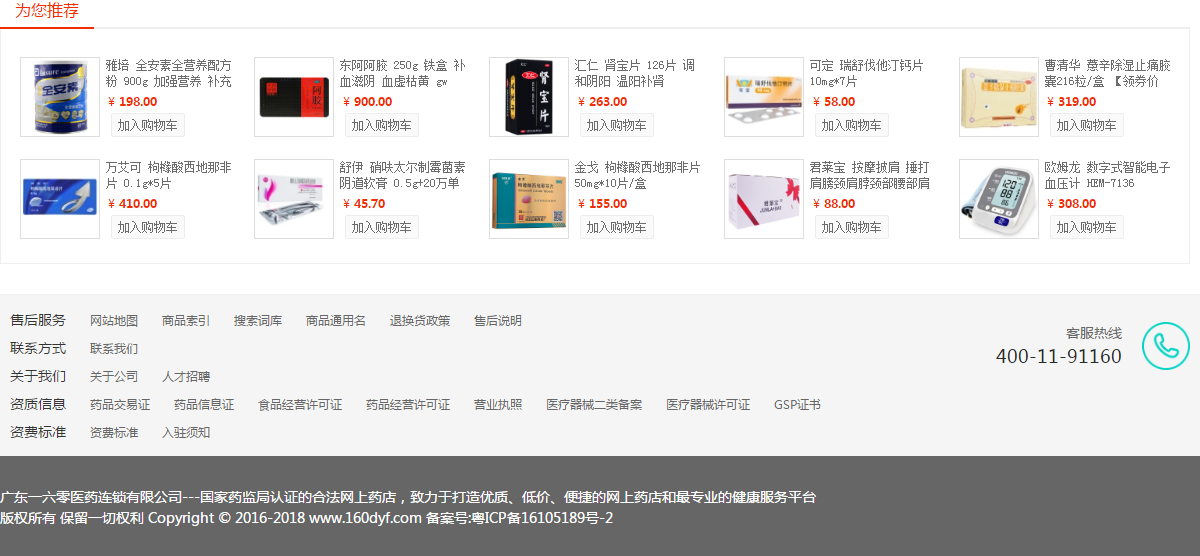 为您推荐
雅培 全安素全营养配方
粉 900g 加强营养 补充
¥ 198.00
加入购物车
东阿阿胶 250g 铁盒 补
血滋阴 血虚枯黄 gw
¥ 900.00
加入购物车
汇仁 肾宝片 126片 调
和阴阳 温阳补肾
¥ 263.00
加入购物车
可定 瑞舒伐他汀钙片
10mg*7片
¥ 58.00
加入购物车
曹清华 薏辛除湿止痛胶
囊216粒/盒 【领券价
¥ 319.00
加入购物车
万艾可 枸橼酸西地那非
片 0.1g*5片
¥ 410.00
加入购物车
舒伊 硝呋太尔制霉菌素
阴道软膏 0.5g+20万单
¥ 45.70
加入购物车
金戈 枸橼酸西地那非片
50mg*10片/盒
¥ 155.00
加入购物车
君莱宝 按摩披肩 捶打
肩膀颈肩脖颈部腰部肩
¥ 88.00
加入购物车
欧姆龙 数字式智能电子
血压计 HEM-7136
¥ 308.00
加入购物车
售后服务 网站地图 商品索引 搜索词库 商品通用名 退换货政策 售后说明
联系方式 联系我们
关于我们 关于公司 人才招聘
资质信息 药品交易证 药品信息证 食品经营许可证 药品经营许可证 营业执照 医疗器械二类备案 医疗器械许可证 GSP证书
资费标准 资费标准 入驻须知
客服热线
400-11-91160
广东一六零医药连锁有限公司---国家药监局认证的合法网上药店，致力于打造优质、低价、便捷的网上药店和最专业的健康服务平台
版权所有 保留一切权利 Copyright © 2016-2018 www.160dyf.com 备案号:粤ICP备16105189号-2